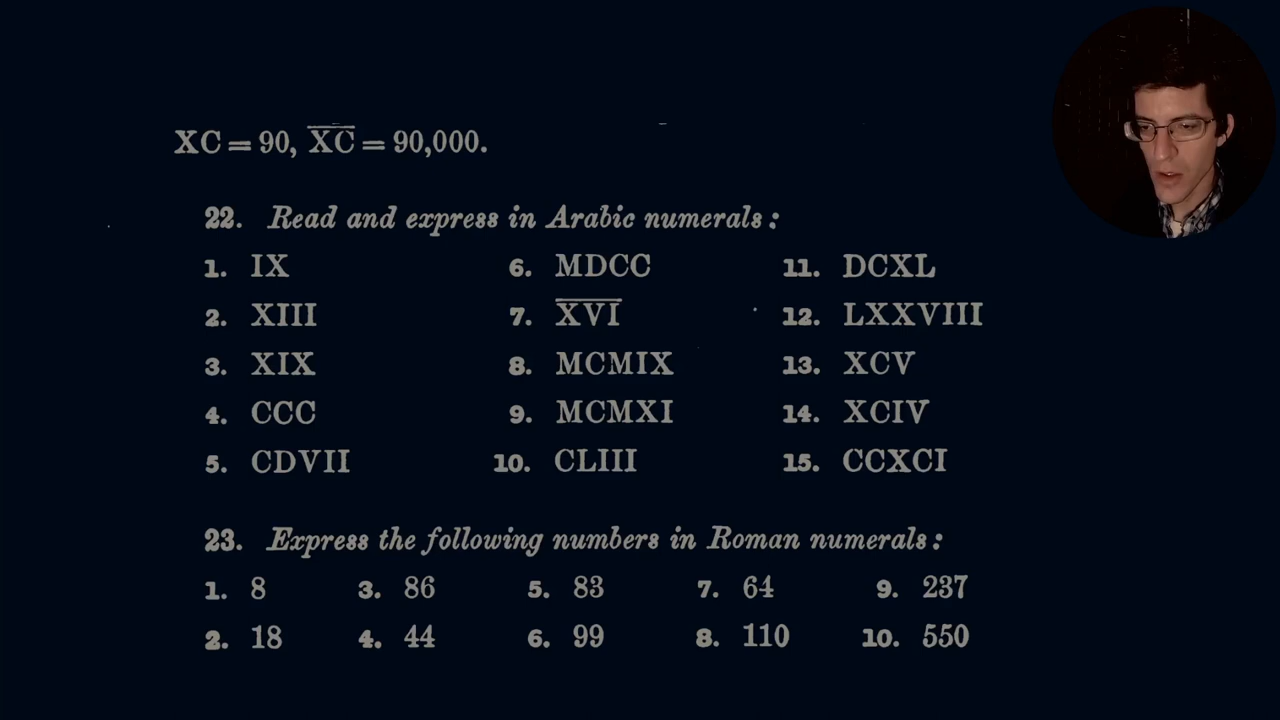 XC = 90, X̅C̅ = 90,000.
22. Read and express in Arabic numerals:
1. IX 6. MDCC 11. DCXL
2. XIII 7. X̅V̅I̅ 12. LXXVIII
3. XIX 8. MCMIX 13. XCV
4. CCC 9. MCMXI 14. XCIV
5. CDVII 10. CLIII 15. CCXCI
23. Express the following numbers in Roman numerals:
1. 8 3. 86 5. 83 7. 64 9. 237
2. 18 4. 44 6. 99 8. 110 10. 550